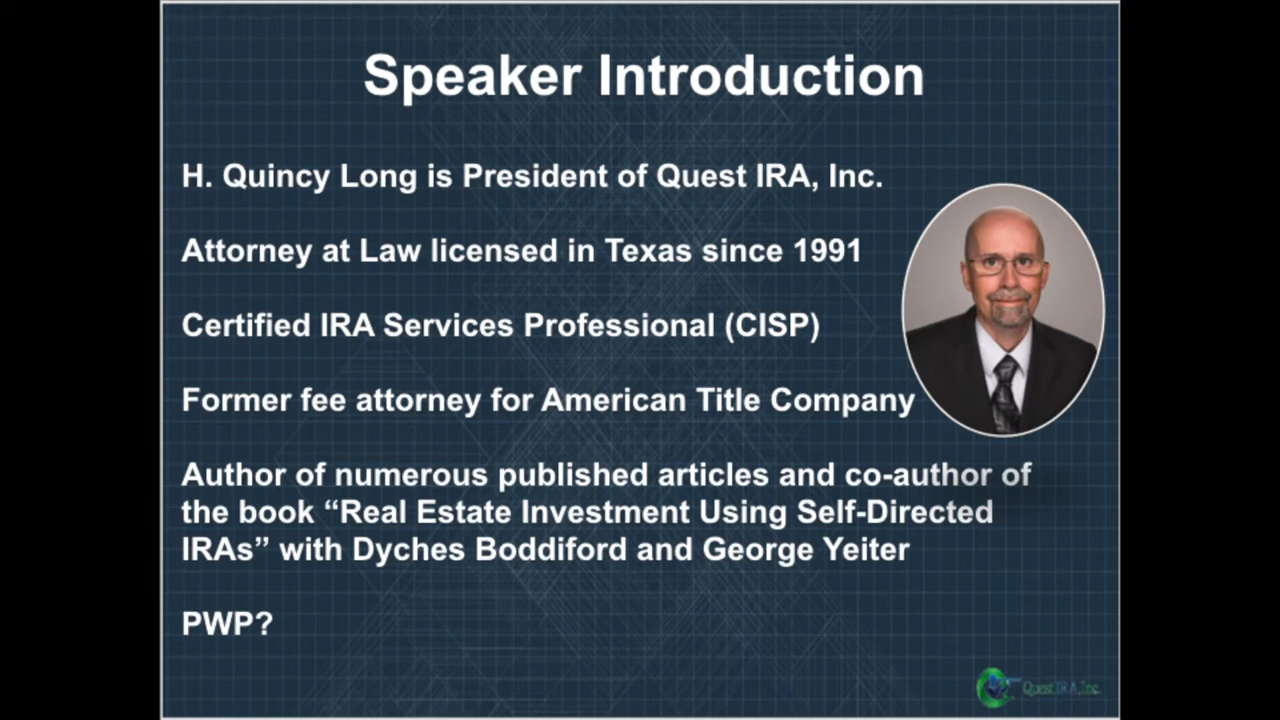 Speaker Introduction
H. Quincy Long is President of Quest IRA, Inc.
Attorney at Law licensed in Texas since 1991
Certified IRA Services Professional (CISP)
Former fee attorney for American Title Company
Author of numerous published articles and co-author of
the book “Real Estate Investment Using Self-Directed
IRAs” with Dyches Boddiford and George Yeiter
PWP?
Quest IRA, Inc.